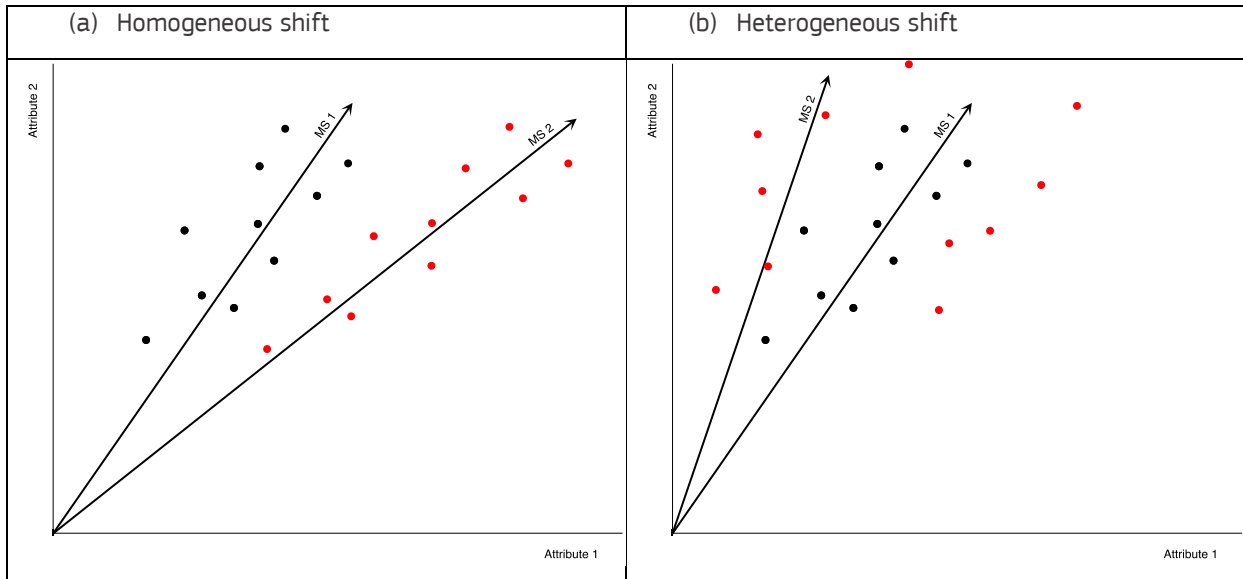 (a) Homogeneous shift
(b) Heterogeneous shift
Attribute 2
MS 1
MS 2
Attribute 1
Attribute 2
MS 2
MS 1
Attribute 1